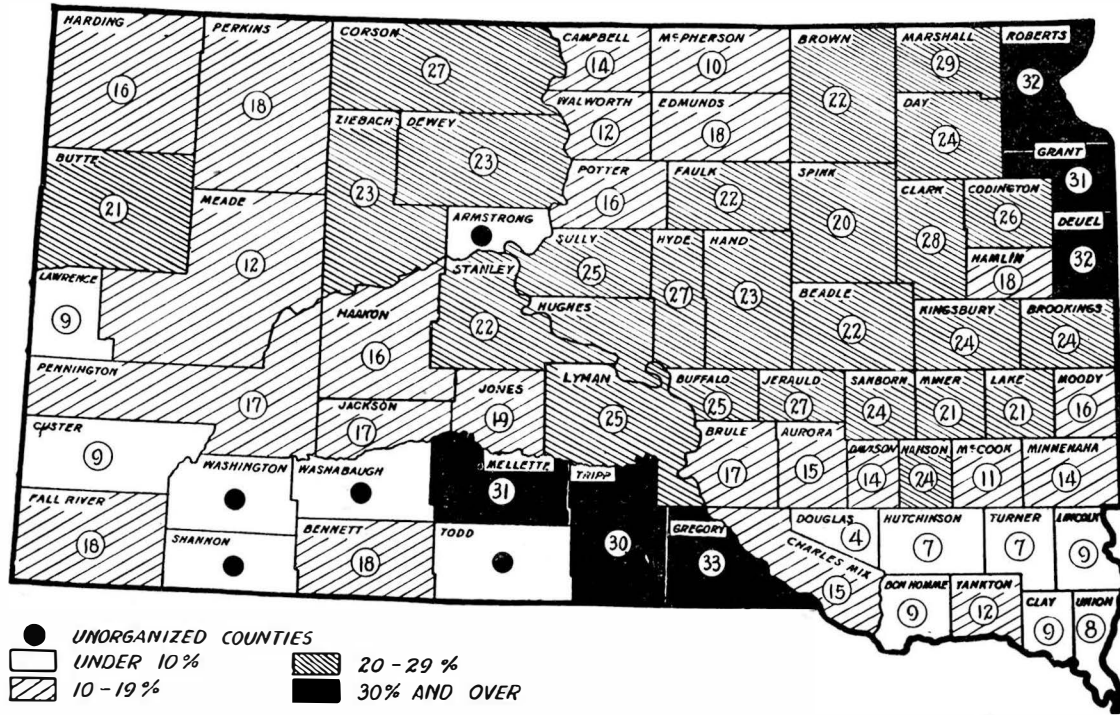 HARDING
16
PERKINS
18
CORSON
27
CAMPBELL
14
McPHERSON
10
BROWN
22
MARSHALL
29
ROBERTS
32
ZIEBACH
23
DEWEY
23
WALWORTH
12
EDMUNDS
18
DAY
24
GRANT
31
BUTTE
21
MEADE
12
POTTER
16
FAULK
22
SPINK
20
CLARK
28
CODINGTON
26
DEUEL
32
ARMSTRONG
SULLY
25
HYDE
27
HAND
23
HAMLIN
18
LAWRENCE
9
STANLEY
22
HUGHES
BEADLE
22
KINGSBURY
24
BROOKINGS
24
HAAKON
16
PENNINGTON
17
JACKSON
17
JONES
19
LYMAN
25
BUFFALO
25
JERAULD
27
SANBORN
24
MINER
21
LAKE
21
MOODY
16
CUSTER
9
WASHINGTON
WASHABAUGH
MELLETTE
31
TRIPP
30
BRULE
17
AURORA
15
DAVISON
14
HANSON
24
McCOOK
11
MINNEHAHA
14
FALL RIVER
18
SHANNON
BENNETT
18
TODD
GREGORY
33
CHARLES MIX
15
DOUGLAS
4
HUTCHINSON
7
TURNER
7
LINCOLN
9
BON HOMME
9
YANKTON
12
CLAY
9
UNION
8
UNORGANIZED COUNTIES
UNDER 10%
10-19%
20-29%
30% AND OVER